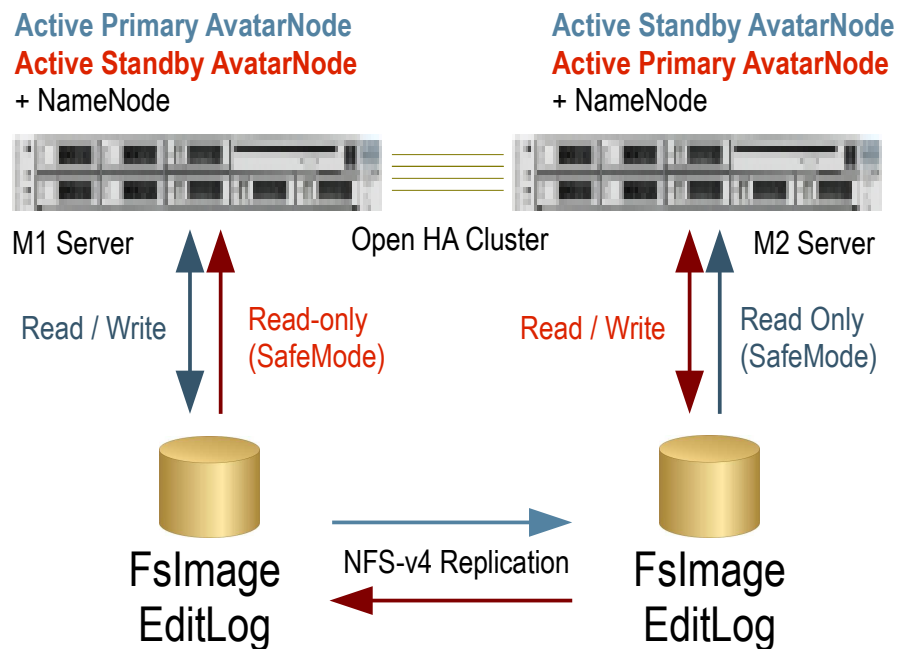 Active Primary AvatarNode
Active Standby AvatarNode
+ NameNode
Active Standby AvatarNode
Active Primary AvatarNode
+ NameNode
M1 Server
Open HA Cluster
M2 Server
Read / Write
Read-only
(SafeMode)
Read / Write
Read Only
(SafeMode)
FsImage
EditLog
NFS-v4 Replication
FsImage
EditLog